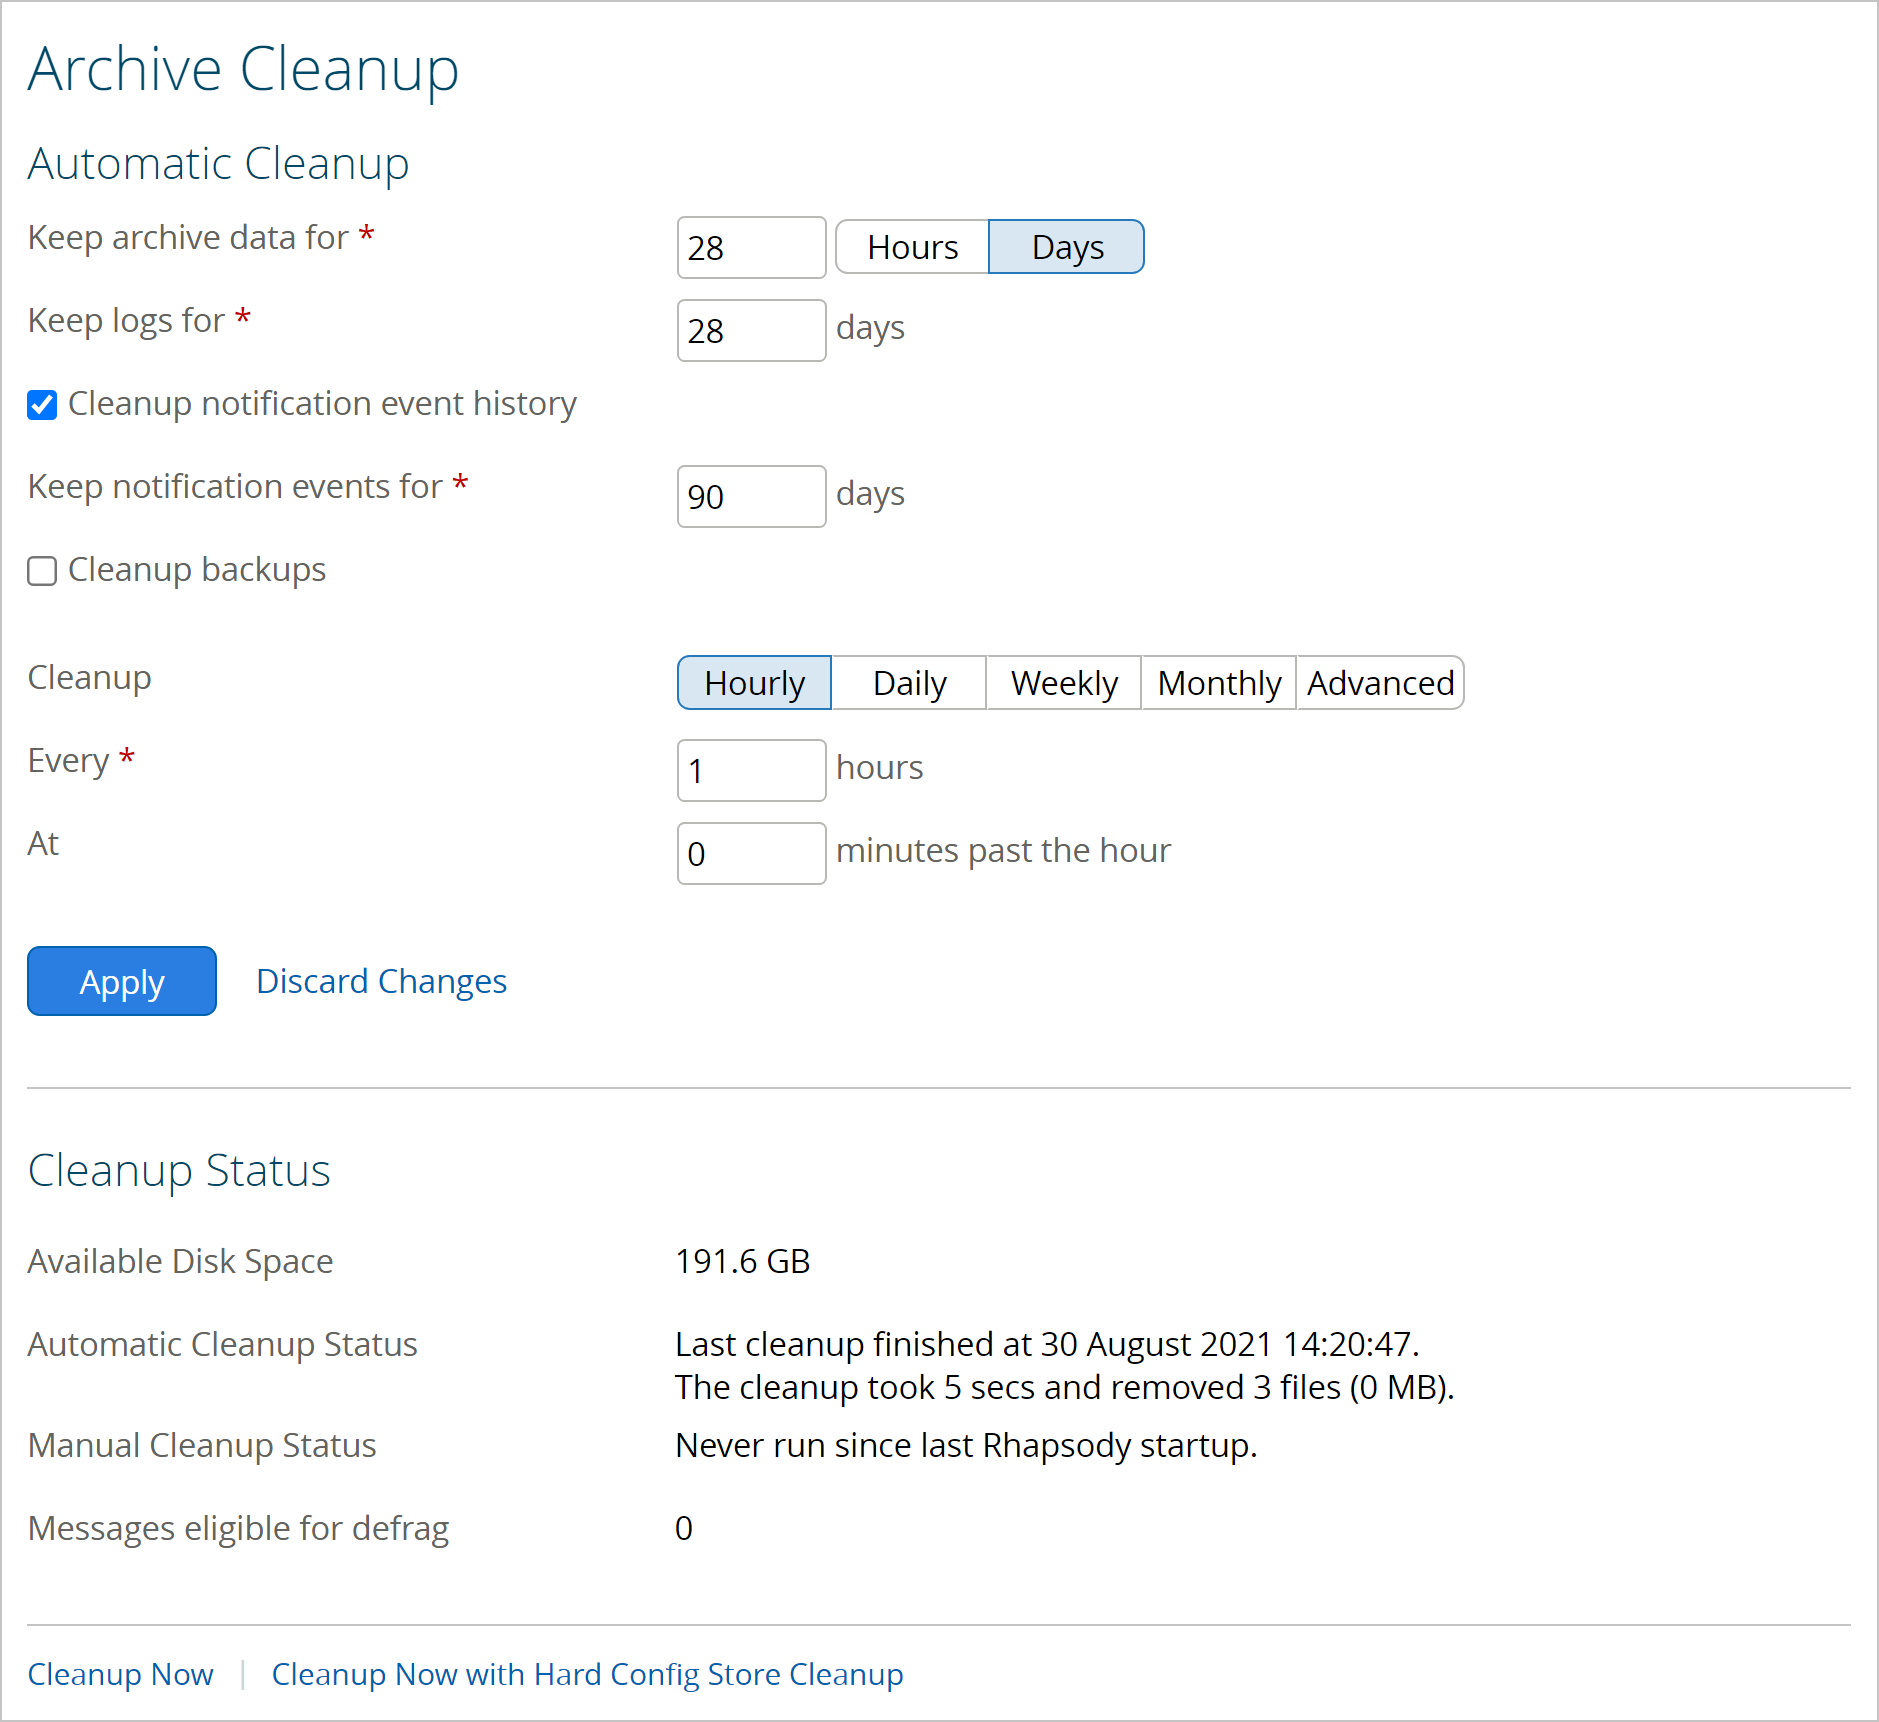 Archive Cleanup
Automatic Cleanup
Keep archive data for * 28 Hours Days
Keep logs for * 28 days
Cleanup notification event history
Keep notification events for * 90 days
Cleanup backups
Cleanup Hourly Daily Weekly Monthly Advanced
Every * 1 hours
At 0 minutes past the hour
Apply Discard Changes
Cleanup Status
Available Disk Space 191.6 GB
Automatic Cleanup Status Last cleanup finished at 30 August 2021 14:20:47.
The cleanup took 5 secs and removed 3 files (0 MB).
Manual Cleanup Status Never run since last Rhapsody startup.
Messages eligible for defrag 0
Cleanup Now | Cleanup Now with Hard Config Store Cleanup